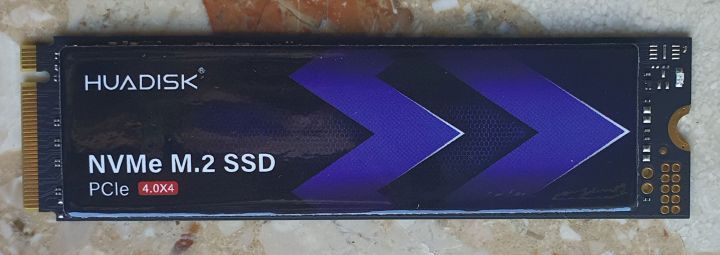 HUADISK®
NVMe M.2 SSD
PCIe 4.0X4